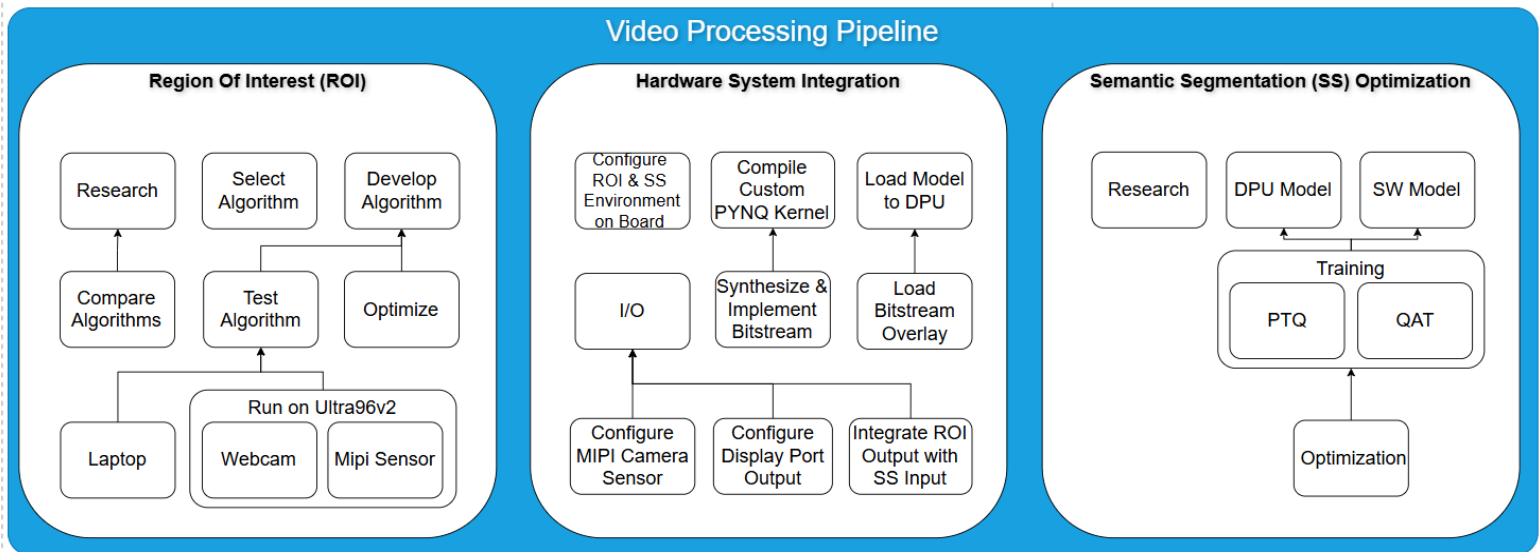 Video Processing Pipeline
Region Of Interest (ROI)
Research
Select
Algorithm
Develop
Algorithm
Compare
Algorithms
Test
Algorithm
Optimize
Laptop
Run on Ultra96v2
Webcam
Mipi Sensor
Hardware System Integration
Configure
ROI & SS
Environment
on Board
Compile
Custom
PYNQ Kernel
Load Model
to DPU
I/O
Synthesize &
Implement
Bitstream
Load
Bitstream
Overlay
Configure
MIPI Camera
Sensor
Configure
Display Port
Output
Integrate ROI
Output with
SS Input
Semantic Segmentation (SS) Optimization
Research
DPU Model
SW Model
Training
PTQ
QAT
Optimization